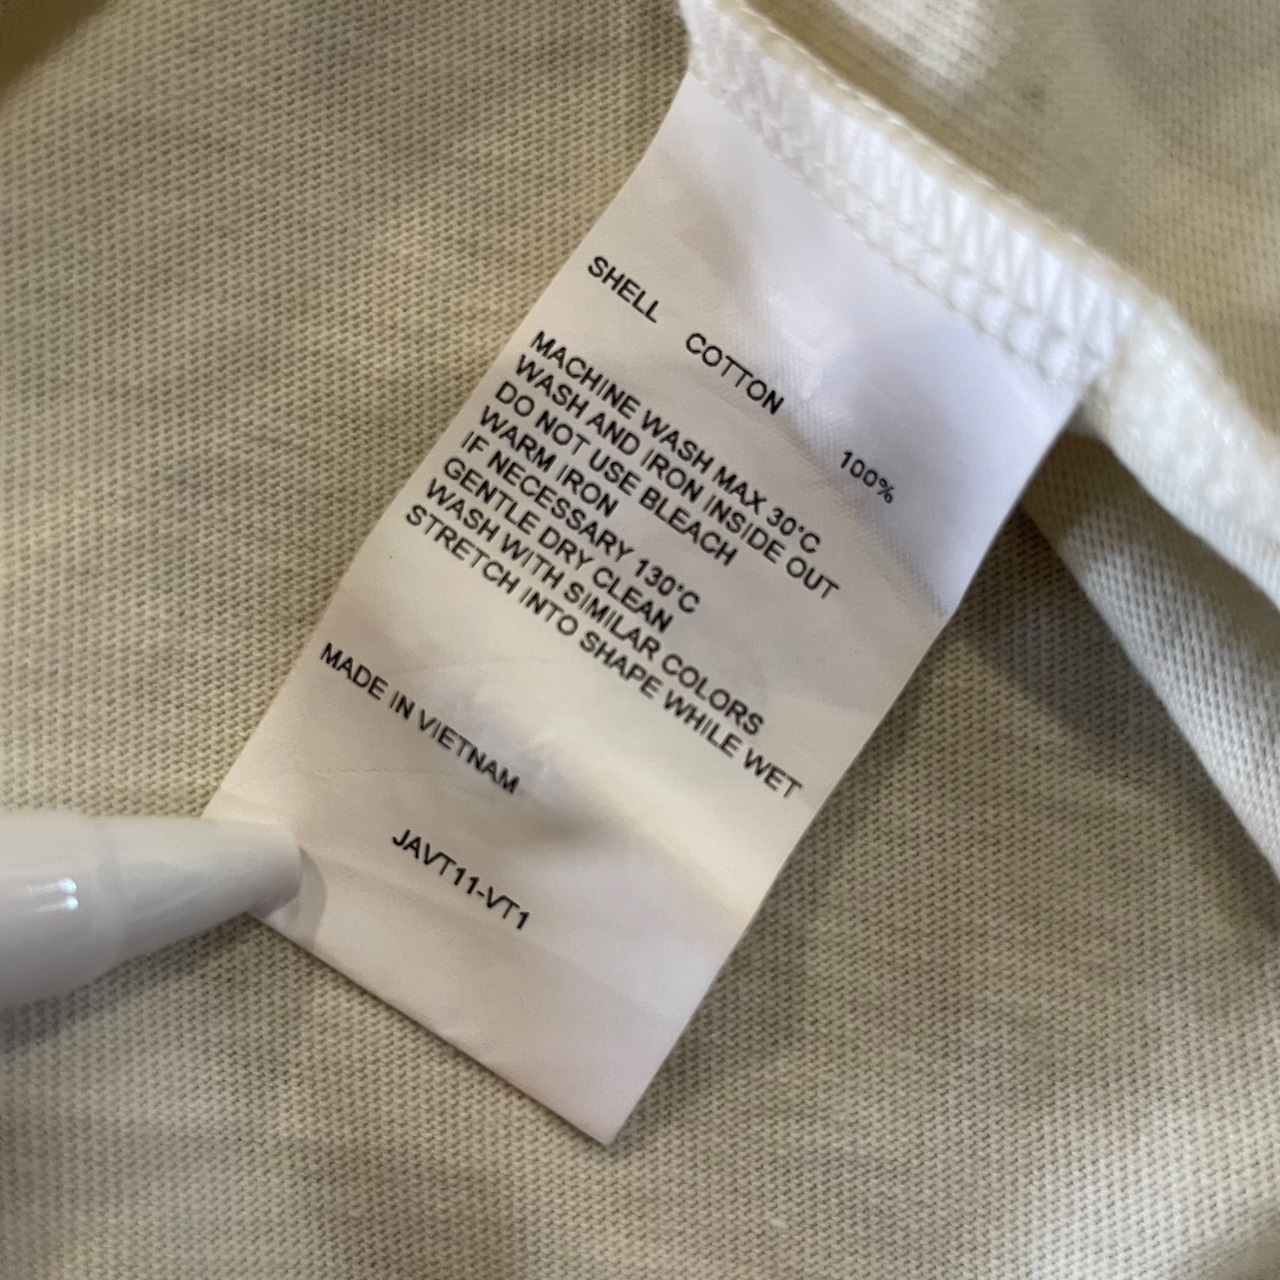 SHELL COTTON 100%
MACHINE WASH MAX 30°C
WASH AND IRON INSIDE OUT
DO NOT USE BLEACH
WARM IRON
IF NECESSARY 130°C
GENTLE DRY CLEAN
WASH WITH SIMILAR COLORS
STRETCH INTO SHAPE WHILE WET
MADE IN VIETNAM
JAVT11-VT1